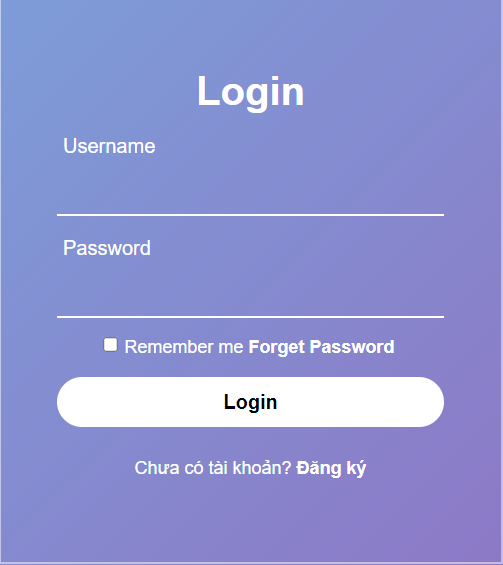 Login
Username
Password
Remember me Forget Password
Login
Chưa có tài khoản? Đăng ký